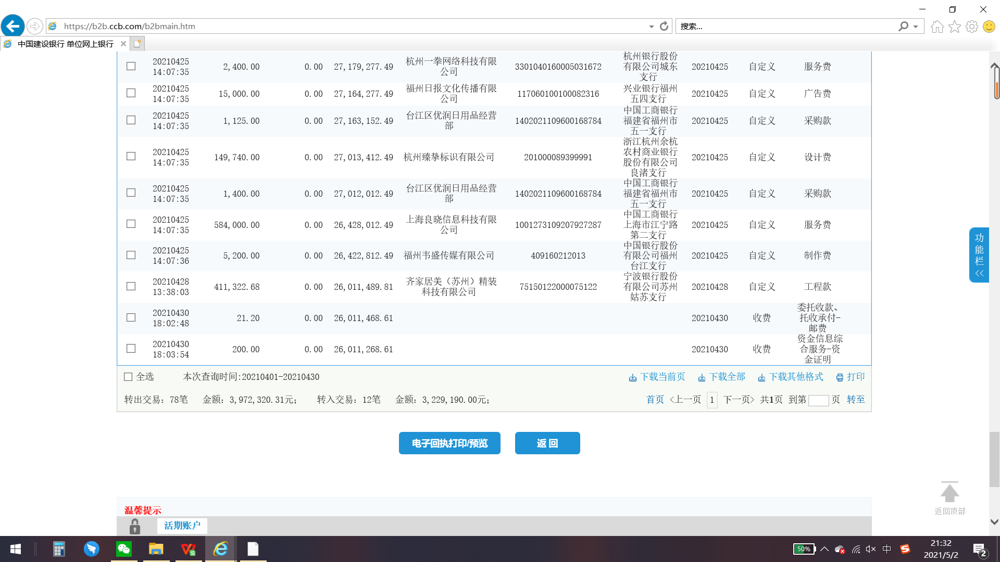 https://b2b.ccb.com/b2bmain.htm
搜索...
中国建设银行 单位网上银行
20210425 14:07:35 2,400.00 0.00 27,179,277.49 杭州一拳网络科技有限公司 3301040160005031672 杭州银行股份有限公司城东支行 20210425 自定义 服务费
20210425 14:07:35 15,000.00 0.00 27,164,277.49 福州日报文化传播有限公司 117060100100082316 兴业银行福州五四支行 20210425 自定义 广告费
20210425 14:07:35 1,125.00 0.00 27,163,152.49 台江区优润日用品经营部 1402021109600168784 中国工商银行福建省福州市五一支行 20210425 自定义 采购款
20210425 14:07:35 149,740.00 0.00 27,013,412.49 杭州臻挚标识有限公司 201000089399991 浙江杭州余杭农村商业银行股份有限公司良渚支行 20210425 自定义 设计费
20210425 14:07:35 1,400.00 0.00 27,012,012.49 台江区优润日用品经营部 1402021109600168784 中国工商银行福建省福州市五一支行 20210425 自定义 采购款
20210425 14:07:35 584,000.00 0.00 26,428,012.49 上海良晓信息科技有限公司 1001273109207927287 中国工商银行上海市江宁路第二支行 20210425 自定义 服务费
20210425 14:07:36 5,200.00 0.00 26,422,812.49 福州韦盛传媒有限公司 409160212013 中国银行股份有限公司福州台江支行 20210425 自定义 制作费
20210428 13:38:03 411,322.68 0.00 26,011,489.81 齐家居美（苏州）精装科技有限公司 75150122000075122 宁波银行股份有限公司苏州姑苏支行 20210428 自定义 工程款
20210430 18:02:48 21.20 0.00 26,011,468.61 20210430 收费 委托收款、托收承付-邮费
20210430 18:03:54 200.00 0.00 26,011,268.61 20210430 收费 资金信息综合服务-资金证明
全选 本次查询时间:20210401-20210430 下载当前页 下载全部 下载其他格式 打印
转出交易：78笔 金额：3,972,320.31元； 转入交易：12笔 金额：3,229,190.00元； 首页 <上一页 1 下一页> 共1页 到第 页 转至
电子回执打印/预览 返 回
功能栏
<<
返回顶部
温馨提示
活期账户
50%
中
21:32
2021/5/2
2